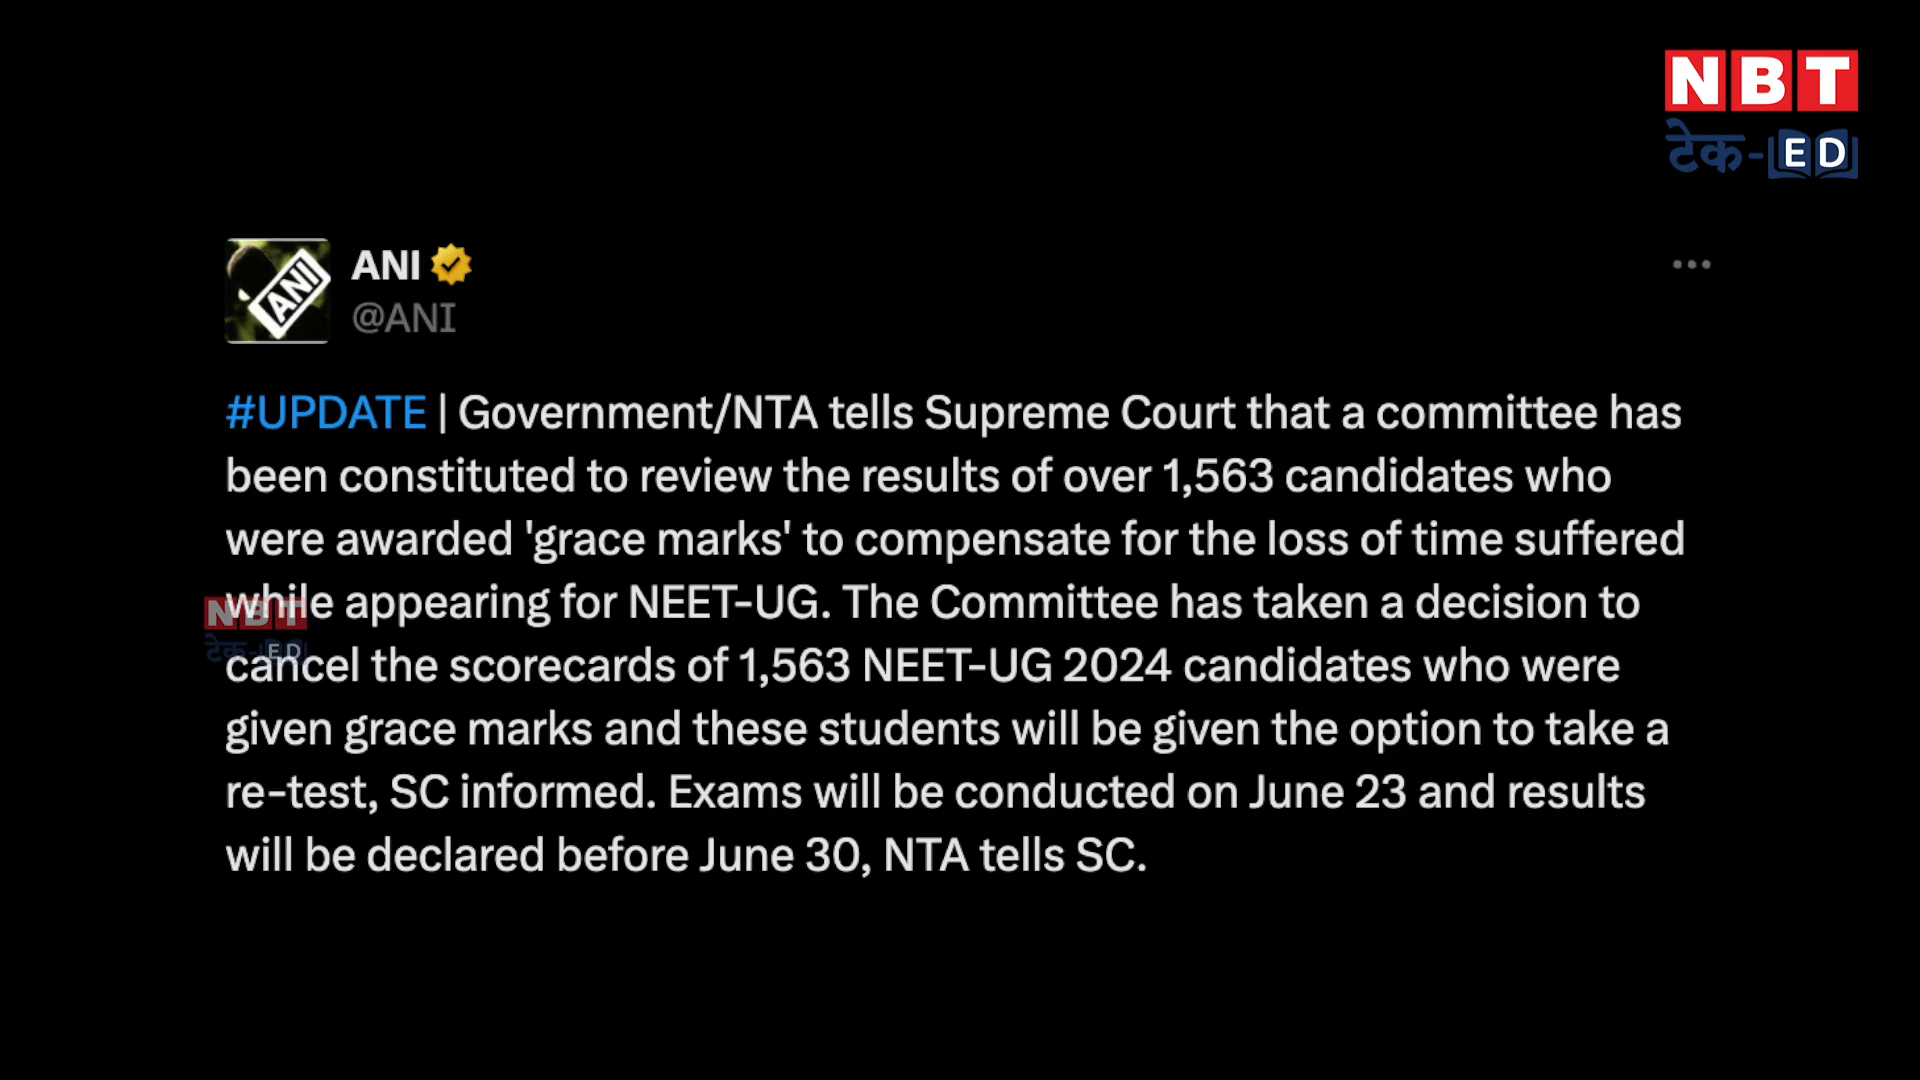 NBT
टेक-ED
ANI
ANI
@ANI
#UPDATE | Government/NTA tells Supreme Court that a committee has
been constituted to review the results of over 1,563 candidates who
were awarded 'grace marks' to compensate for the loss of time suffered
while appearing for NEET-UG. The Committee has taken a decision to
cancel the scorecards of 1,563 NEET-UG 2024 candidates who were
given grace marks and these students will be given the option to take a
re-test, SC informed. Exams will be conducted on June 23 and results
will be declared before June 30, NTA tells SC.
NBT
टेक-ED